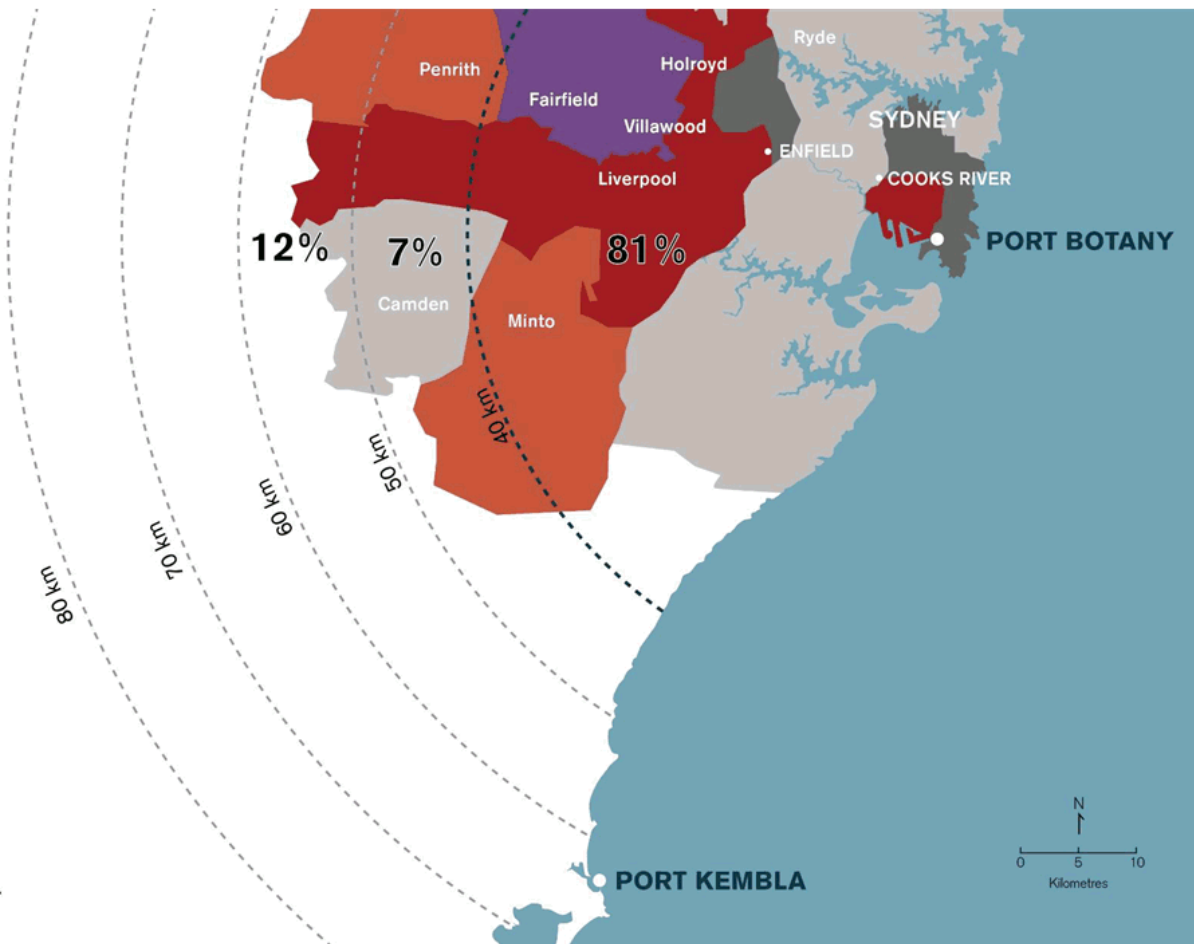 Ryde
Holroyd
Penrith
Fairfield
SYDNEY
Villawood
ENFIELD
Liverpool
COOKS RIVER
12%
7%
81%
PORT BOTANY
Camden
Minto
40 km
50 km
60 km
70 km
80 km
N
0 5 10
Kilometres
PORT KEMBLA